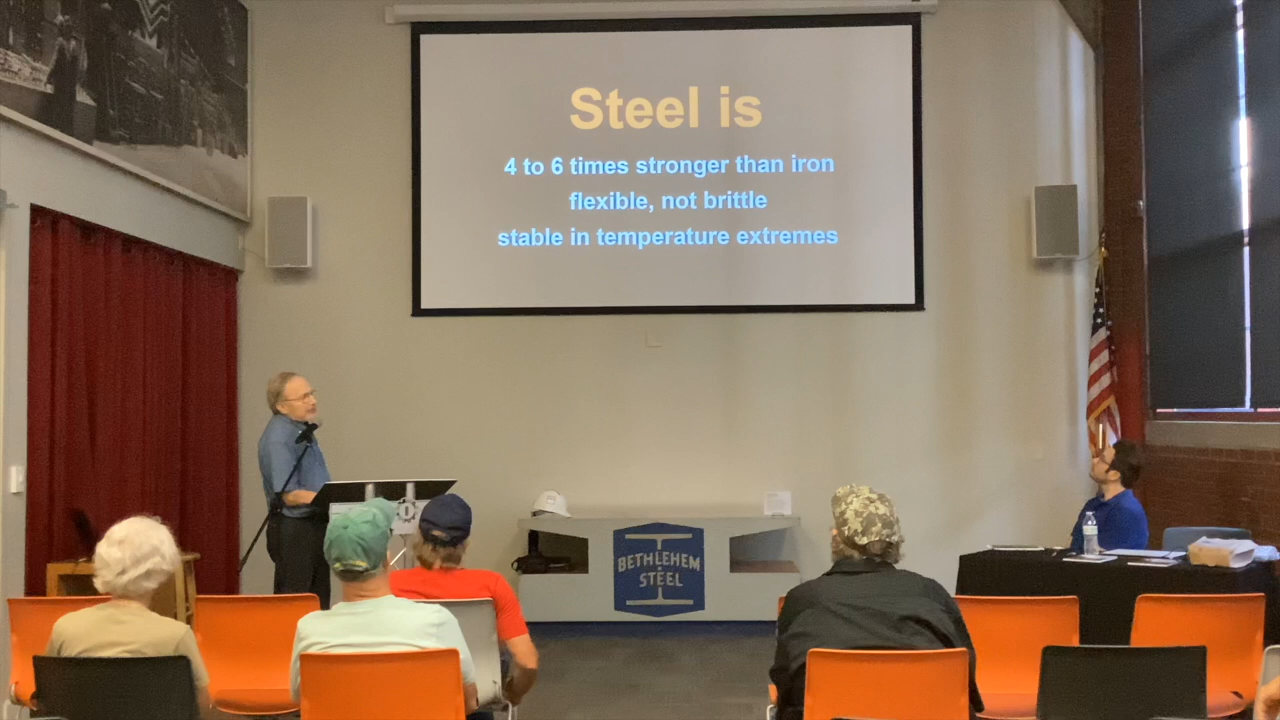 Steel is
4 to 6 times stronger than iron
flexible, not brittle
stable in temperature extremes
BETHLEHEM
STEEL